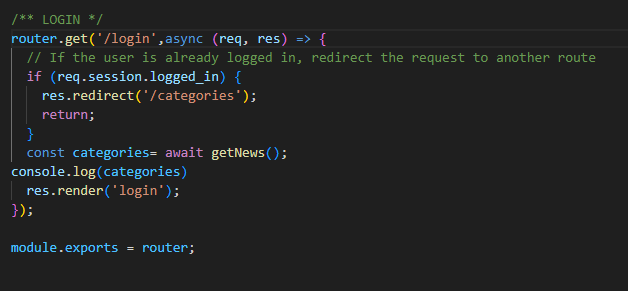 /** LOGIN */
router.get('/login',async (req, res) => {
  // If the user is already logged in, redirect the request to another route
  if (req.session.logged_in) {
    res.redirect('/categories');
    return;
  }
  const categories= await getNews();
console.log(categories)
  res.render('login');
});

module.exports = router;